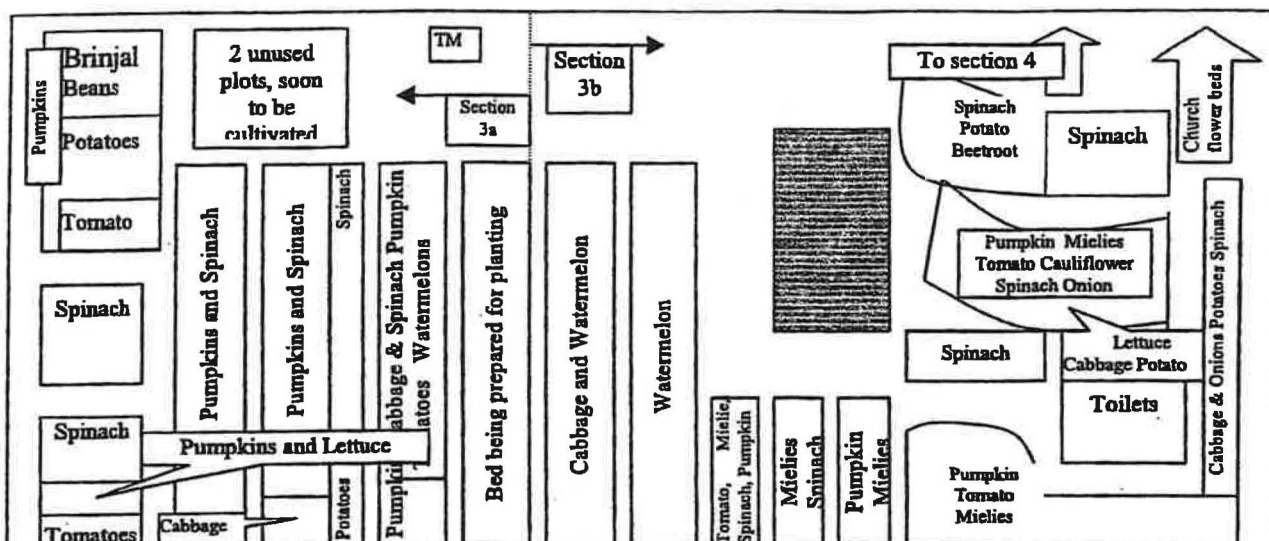 Pumpkins
Brinjal
Beans
Potatoes
Tomato
2 unused
plots, soon
to be
cultivated
TM
Section
3a
Section
3b
To section 4
Spinach
Potato
Beetroot
Spinach
Church
flower beds
Spinach
Pumpkins and Spinach
Pumpkins and Spinach
Spinach
Potatoes
Cabbage & Spinach Pumpkin
Watermelons
Bed being prepared for planting
Cabbage and Watermelon
Watermelon
Pumpkin Mielies
Tomato Cauliflower
Spinach Onion
Spinach
Lettuce
Cabbage Potato
Toilets
Cabbage & Onions Potatoes Spinach
Spinach
Pumpkins and Lettuce
Tomatoes
Cabbage
Tomato, Mielie,
Spinach, Pumpkin
Mielies
Spinach
Pumpkin
Mielies
Pumpkin
Tomato
Mielies